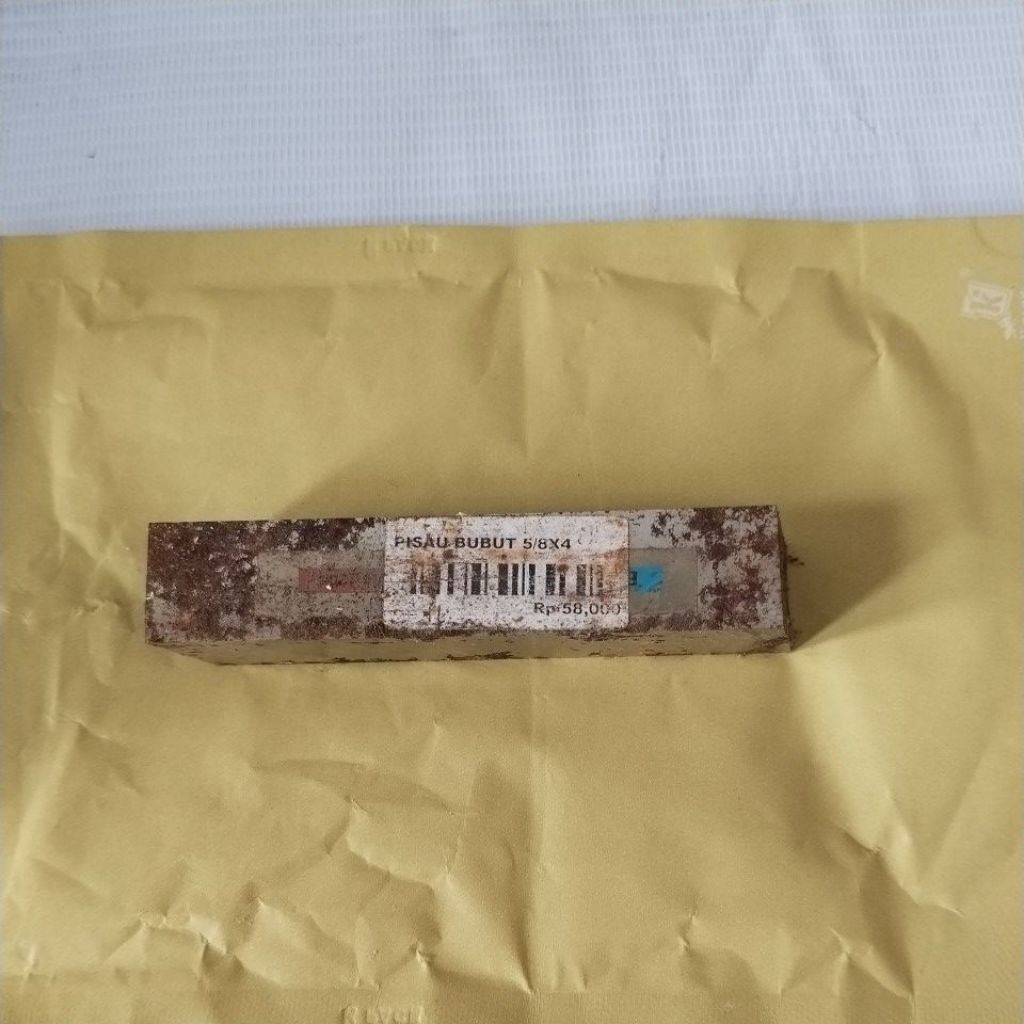 PISAU BUBUT 5/8X4
Rp 58,000